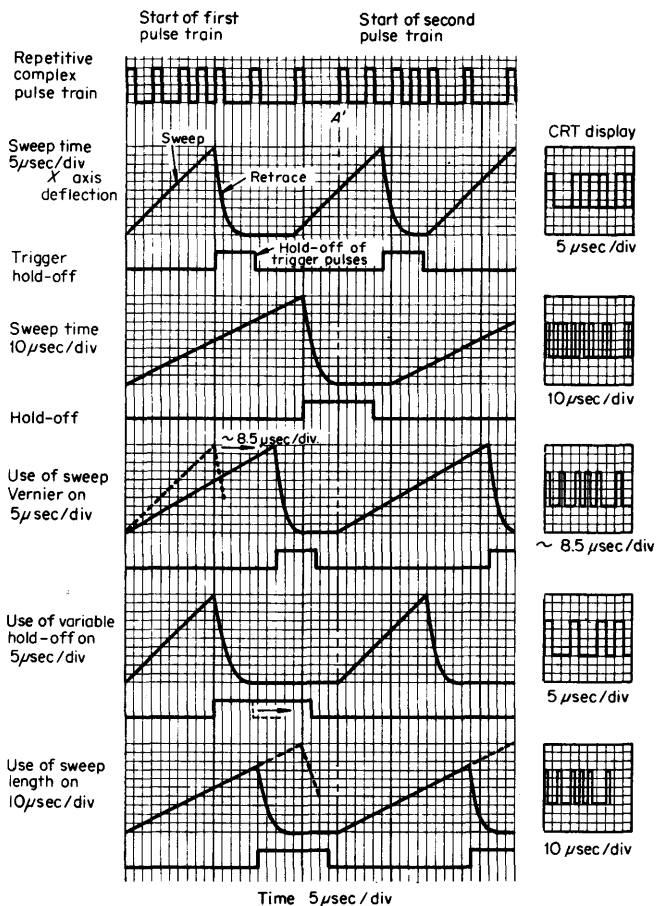 Start of first
pulse train
Start of second
pulse train
Repetitive
complex
pulse train
A'
Sweep time
5μsec/div
X axis
deflection
Sweep
Retrace
CRT display
5 μsec/div
Trigger
hold-off
Hold-off of
trigger pulses
Sweep time
10μsec/div
10μsec/div
Hold-off
~ 8.5 μsec/div.
Use of sweep
Vernier on
5μsec/div
~ 8.5 μsec/div
Use of variable
hold-off on
5μsec/div
5 μsec/div
Use of sweep
length on
10μsec/div
10 μsec/div
Time 5μsec/div